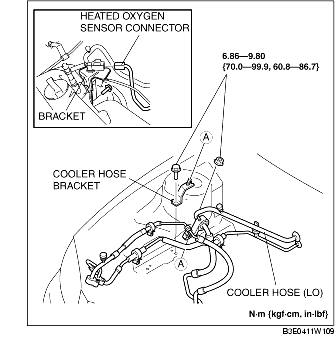 HEATED OXYGEN
SENSOR CONNECTOR
BRACKET
6.86—9.80
{70.0—99.9, 60.8—86.7}
A
COOLER HOSE
BRACKET
A
COOLER HOSE (LO)
N·m {kgf·cm, in·lbf}
B3E0411W109